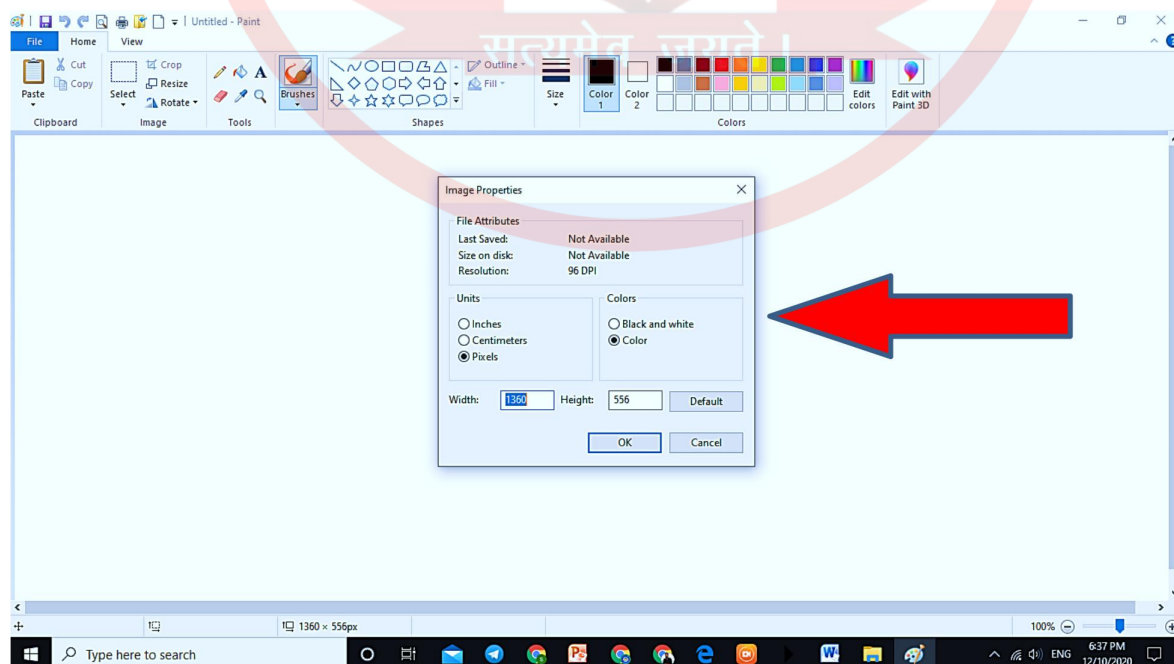 Untitled - Paint
File Home View
सत्यमेव जयते।
Cut
Copy
Paste
Crop
Resize
Rotate
Select
Brushes
Outline
Fill
Size
Color 1
Color 2
Edit colors
Edit with Paint 3D
Clipboard Image Tools Shapes Colors
Image Properties
File Attributes
Last Saved: Not Available
Size on disk: Not Available
Resolution: 96 DPI
Units
Inches
Centimeters
Pixels
Colors
Black and white
Color
Width: 1360 Height: 556 Default
OK Cancel
1360 × 556px 100%
Type here to search ENG 6:37 PM
12/10/2020